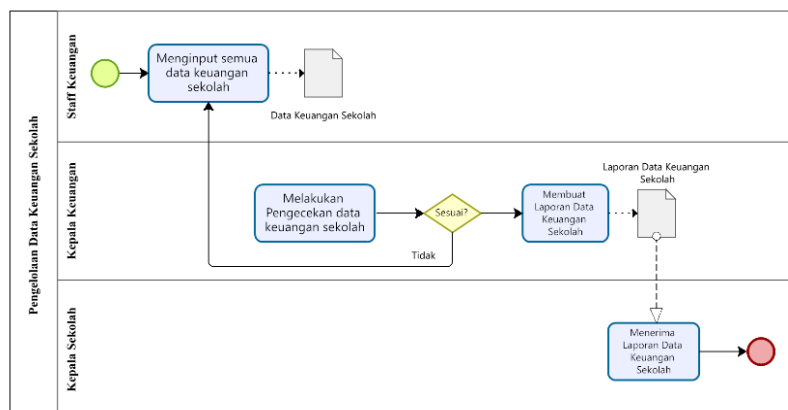 Pengelolaan Data Keuangan Sekolah
Staff Keuangan
Menginput semua
data keuangan
sekolah
Data Keuangan Sekolah
Kepala Keuangan
Melakukan
Pengecekan data
keuangan sekolah
Sesuai?
Tidak
Membuat
Laporan Data
Keuangan
Sekolah
Laporan Data Keuangan
Sekolah
Kepala Sekolah
Menerima
Laporan Data
Keuangan
Sekolah